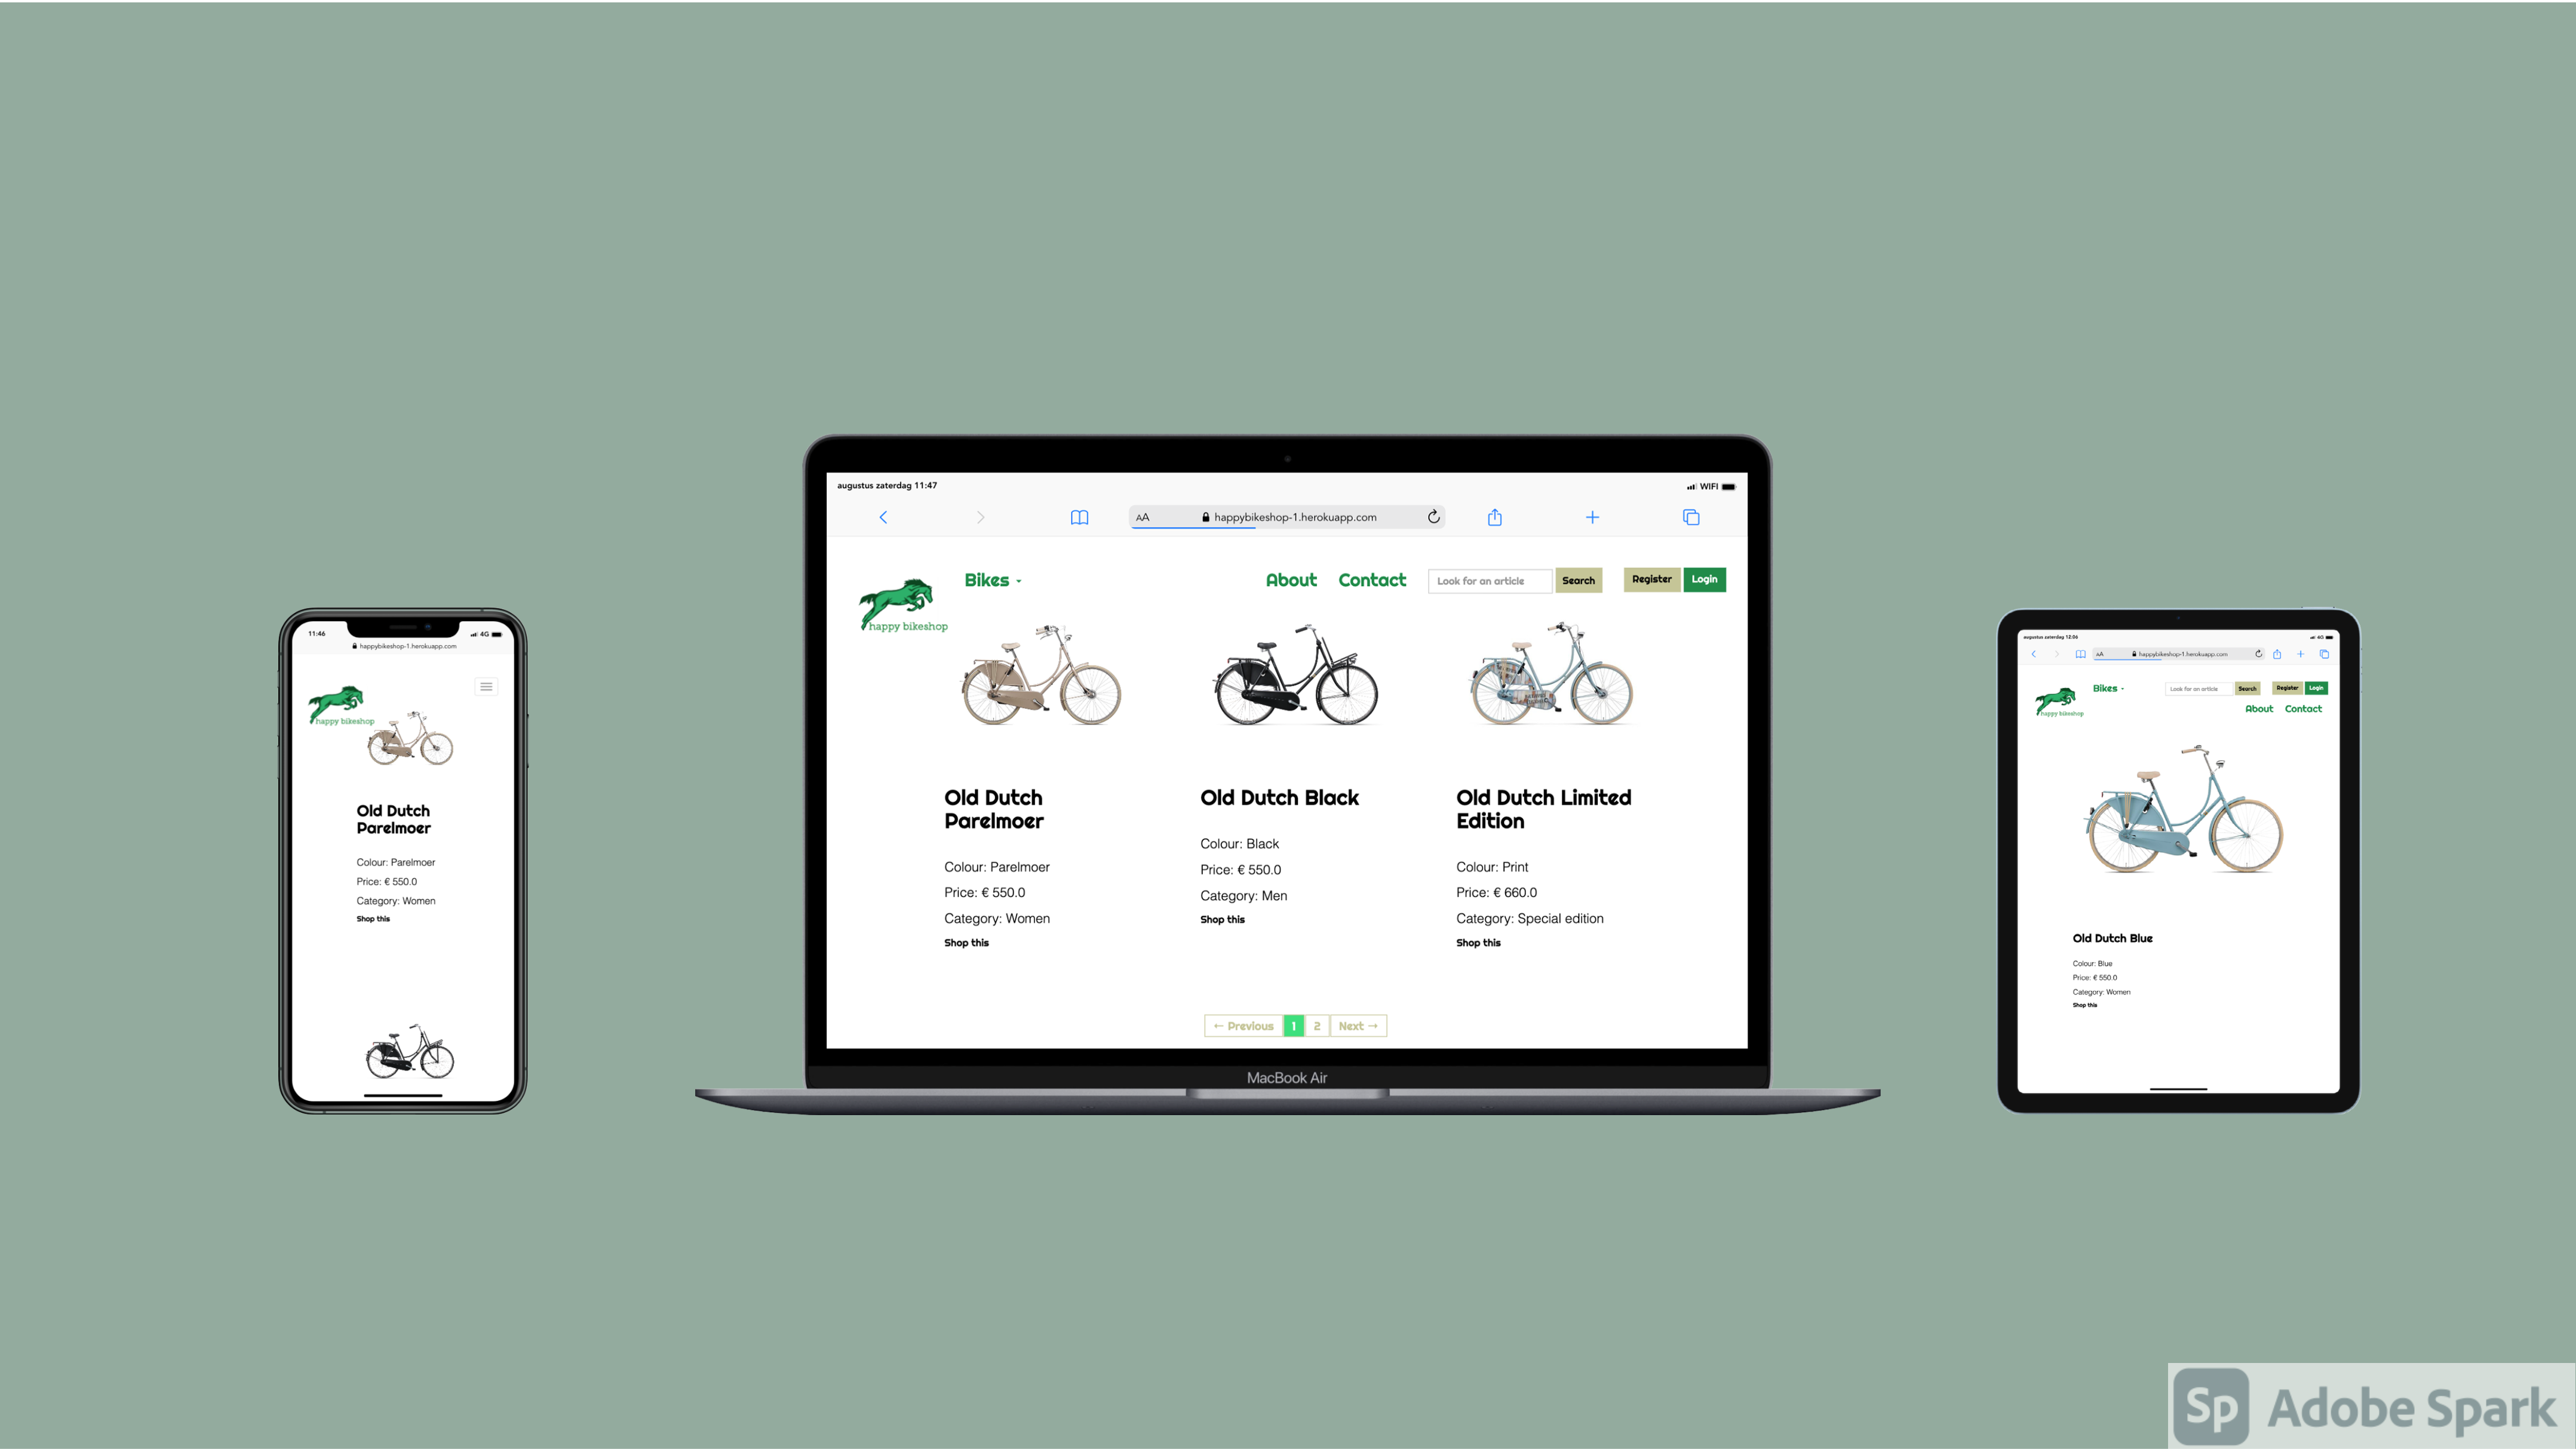 11:46
4G
happybikeshop-1.herokuapp.com
happy bikeshop
Old Dutch
Parelmoer
Colour: Parelmoer
Price: € 550.0
Category: Women
Shop this
augustus zaterdag 11:47
WIFI
AA
happybikeshop-1.herokuapp.com
happy bikeshop
Bikes
About
Contact
Look for an article
Search
Register
Login
Old Dutch
Parelmoer
Colour: Parelmoer
Price: € 550.0
Category: Women
Shop this
Old Dutch Black
Colour: Black
Price: € 550.0
Category: Men
Shop this
Old Dutch Limited
Edition
Colour: Print
Price: € 660.0
Category: Special edition
Shop this
← Previous 1 2 Next →
MacBook Air
augustus zaterdag 12:06
4G
AA
happybikeshop-1.herokuapp.com
happy bikeshop
Bikes
Look for an article
Search
Register
Login
About
Contact
Old Dutch Blue
Colour: Blue
Price: € 550.0
Category: Women
Shop this
Sp Adobe Spark